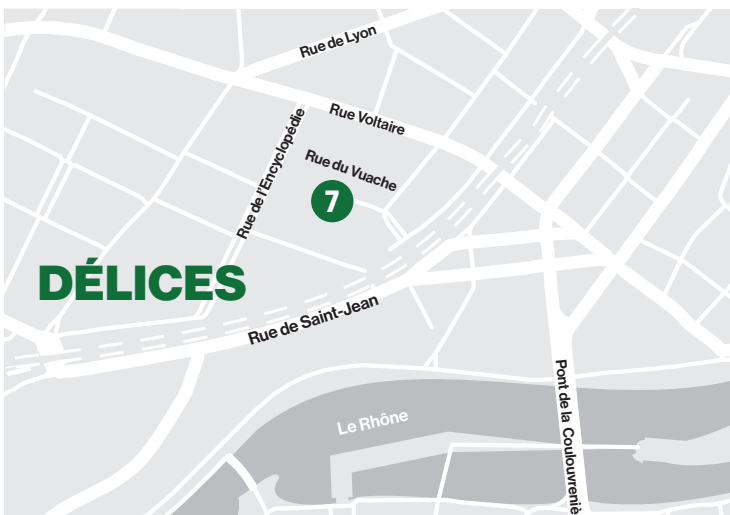 Rue de Lyon
Rue Voltaire
Rue de l'Encyclopédie
Rue du Vuache
7
DÉLICES
Rue de Saint-Jean
Pont de la Coulouvreniè
Le Rhône